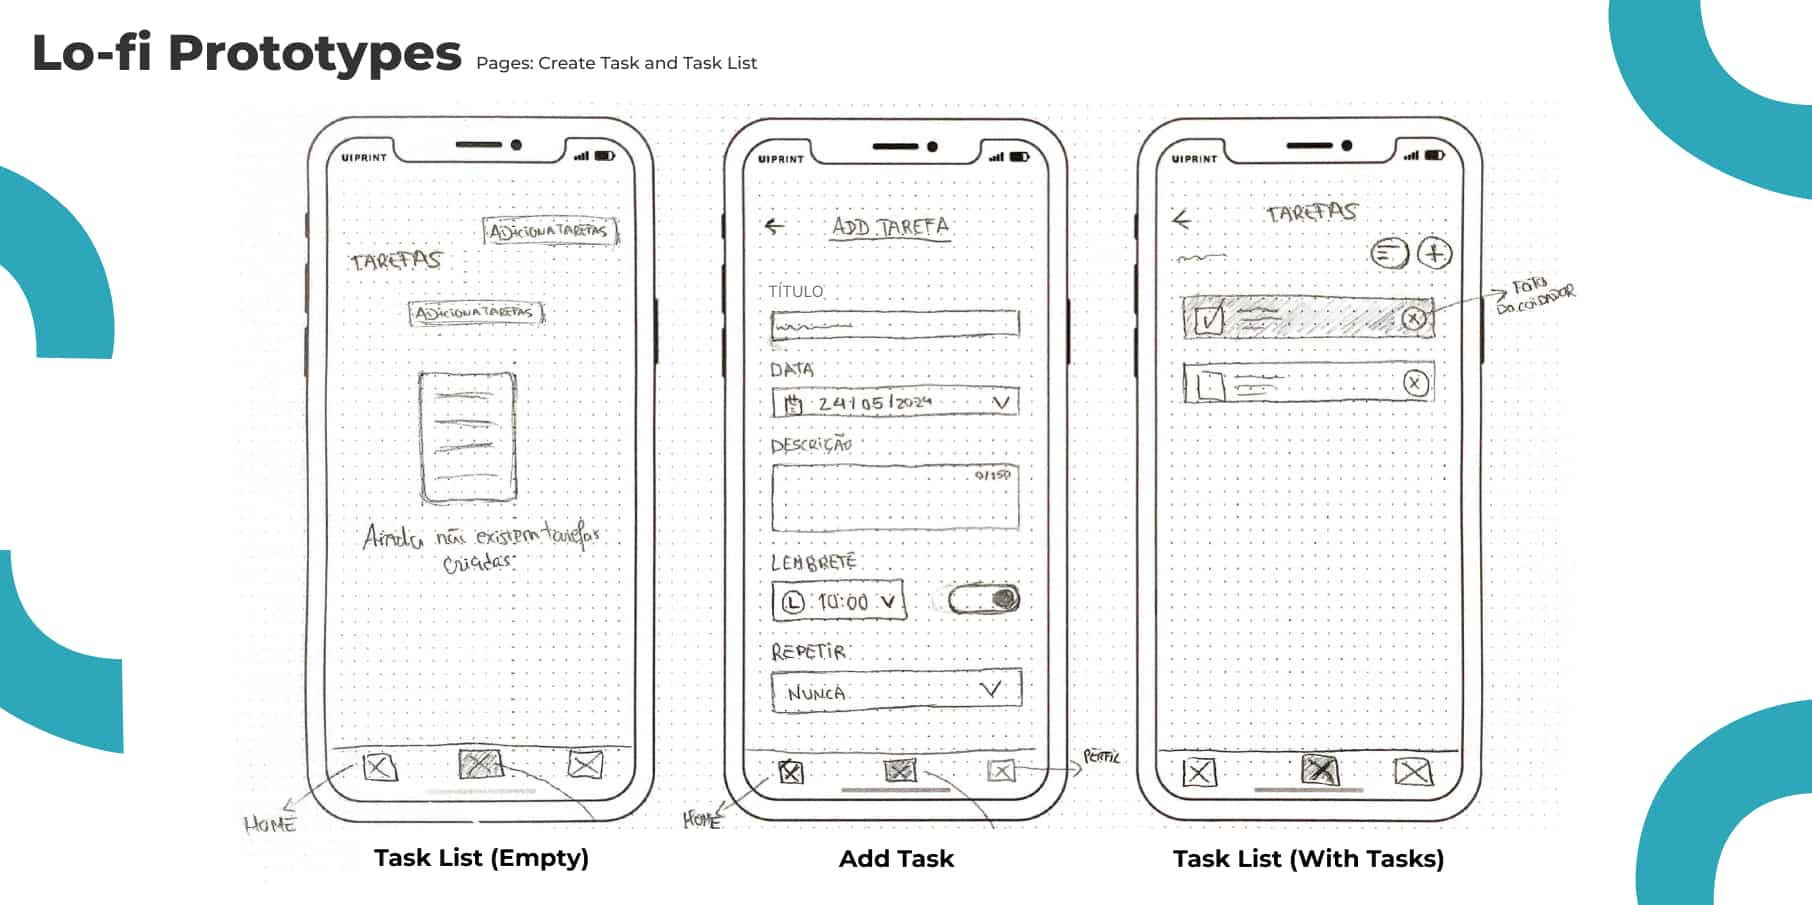 Lo-fi Prototypes Pages: Create Task and Task List
UIPRINT
ADICIONA TAREFAS
TAREFAS
ADICIONA TAREFAS
Ainda não existem tarefas
criadas
HOME
Task List (Empty)
UIPRINT
ADD TAREFA
TÍTULO
DATA
24/05/2024
DESCRIÇÃO
0/150
LEMBRETE
10:00
REPETIR
NUNCA
HOME
PERFIL
Add Task
UIPRINT
TAREFAS
FOTO
DO CUIDADOR
Task List (With Tasks)